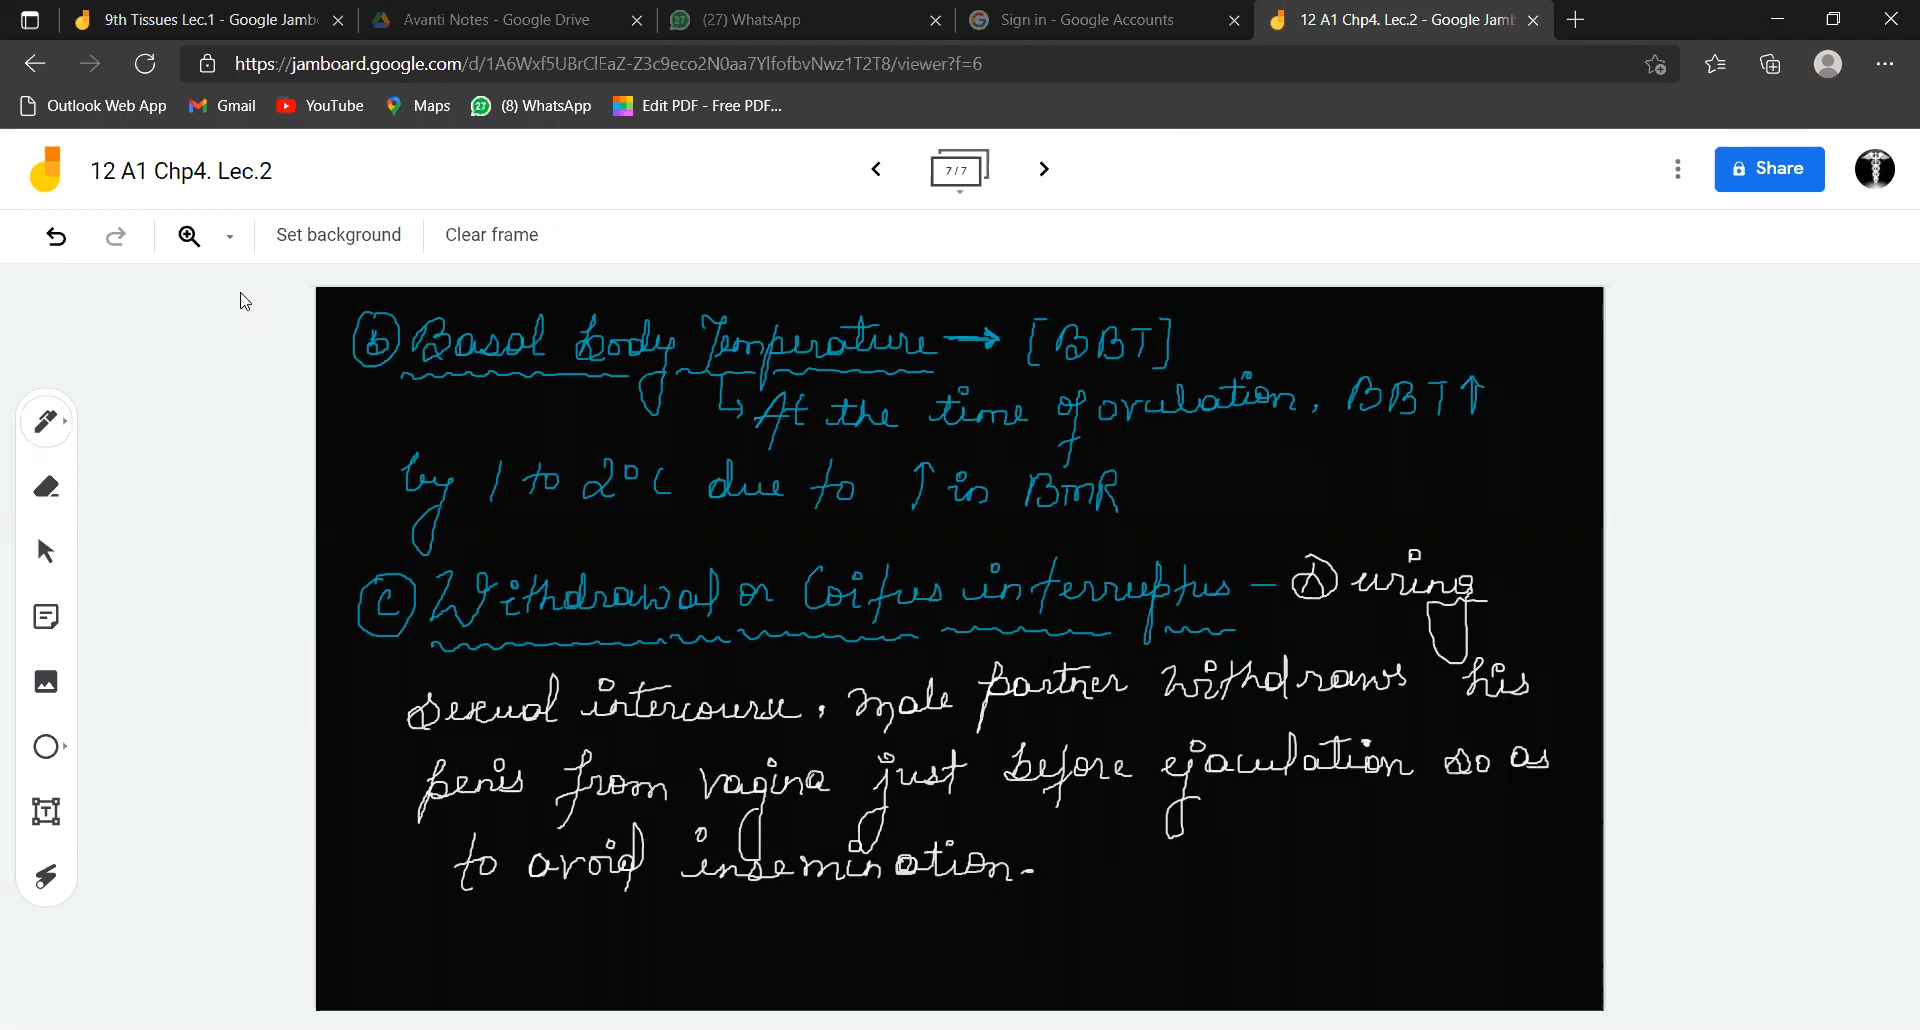 9th Tissues Lec.1 - Google Jamb
Avanti Notes - Google Drive
(27) WhatsApp
Sign in - Google Accounts
12 A1 Chp4. Lec.2 - Google Jamb
https://jamboard.google.com/d/1A6Wxf5UBrClEaZ-Z3c9eco2N0aa7YlfofbvNwz1T2T8/viewer?f=6
Outlook Web App
Gmail
YouTube
Maps
27
(8) WhatsApp
Edit PDF - Free PDF...
12 A1 Chp4. Lec.2
7 / 7
Share
Set background
Clear frame
(b) Basal body Temperature → [BBT]
↳ At the time of ovulation, BBT↑
by 1 to 2°C due to ↑ in BMR
(c) Withdrawal or Coitus interruptus – During
sexual intercourse, male partner withdraws his
penis from vagina just before ejaculation so as
to avoid insemination.